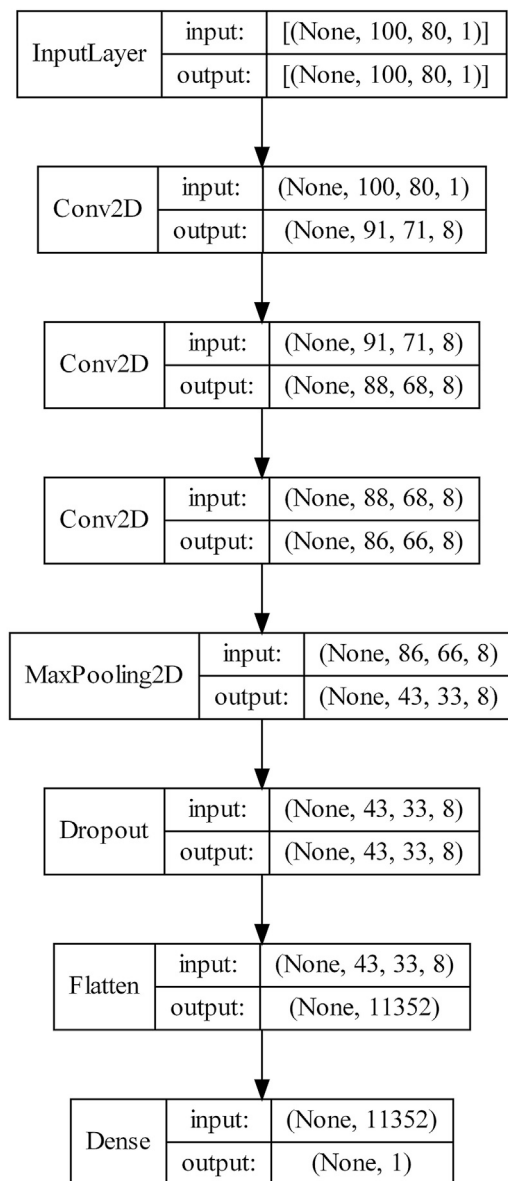 InputLayer
input: [(None, 100, 80, 1)]
output: [(None, 100, 80, 1)]
Conv2D
input: (None, 100, 80, 1)
output: (None, 91, 71, 8)
Conv2D
input: (None, 91, 71, 8)
output: (None, 88, 68, 8)
Conv2D
input: (None, 88, 68, 8)
output: (None, 86, 66, 8)
MaxPooling2D
input: (None, 86, 66, 8)
output: (None, 43, 33, 8)
Dropout
input: (None, 43, 33, 8)
output: (None, 43, 33, 8)
Flatten
input: (None, 43, 33, 8)
output: (None, 11352)
Dense
input: (None, 11352)
output: (None, 1)